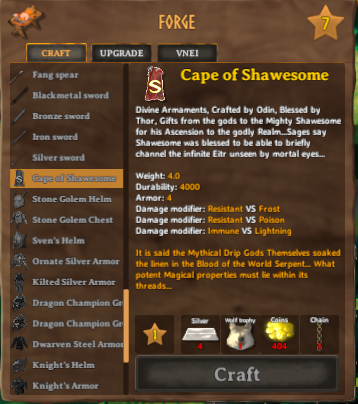 FORGE
7
CRAFT
UPGRADE
VNEI
Fang spear
Blackmetal sword
Bronze sword
Iron sword
Silver sword
Cape of Shawesome
Stone Golem Helm
Stone Golem Chest
Sven's Helm
Ornate Silver Armor
Kilted Silver Armor
Dragon Champion Gr
Dragon Champion Gr
Dwarven Steel Armor
Knight's Helm
Knight's Armor
Cape of Shawesome
Divine Armaments, Crafted by Odin, Blessed by
Thor, Gifts from the gods to the Mighty Shawesome
for his Ascension to the godly Realm...Sages say
Shawesome was blessed to be able to briefly
channel the infinite Eitr unseen by mortal eyes...
Weight: 4.0
Durability: 4000
Armor: 4
Damage modifier: Resistant VS Frost
Damage modifier: Resistant VS Poison
Damage modifier: Immune VS Lightning
It is said the Mythical Drip Gods Themselves soaked
the linen in the Blood of the World Serpent... What
potent Magical properties must lie within its
threads...
1
Silver
4
Wolf trophy
1
Coins
404
Chain
8
Craft